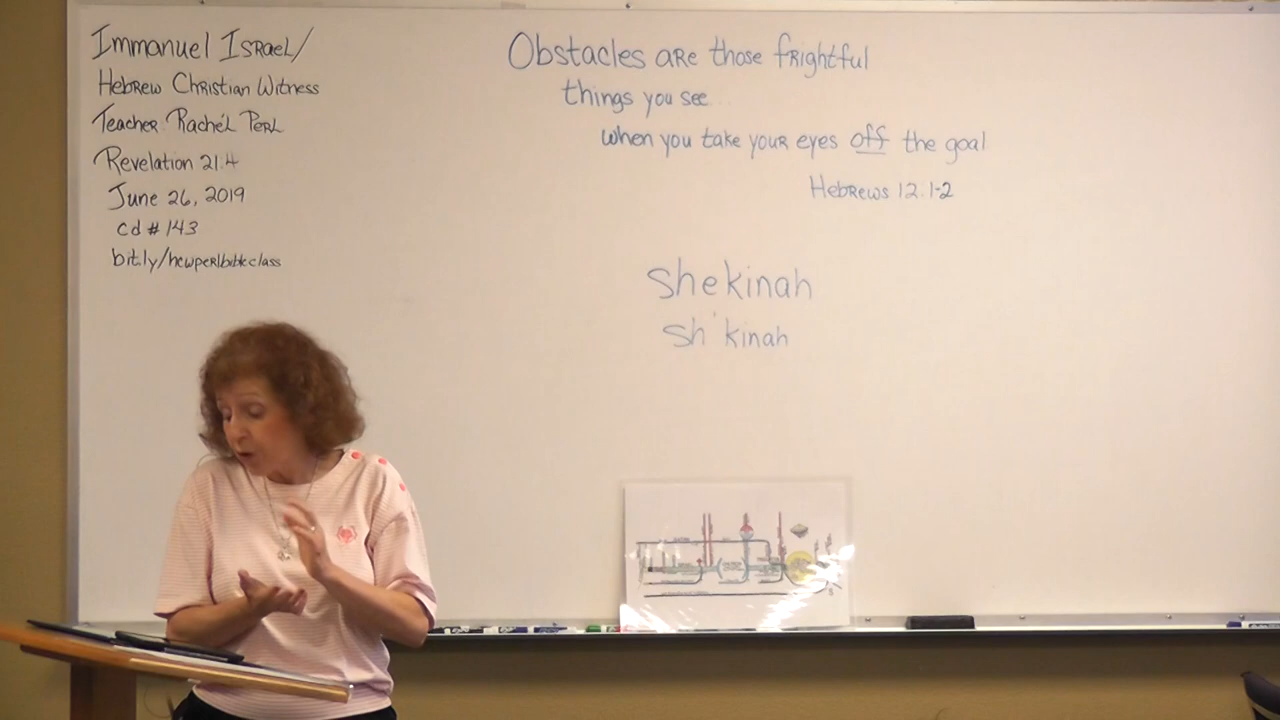 Immanuel Israel/
Hebrew Christian Witness
Teacher: Rachél Perl
Revelation 21:4
June 26, 2019
cd # 143
bit.ly/hcwperlbibleclass
Obstacles are those frightful
things you see...
when you take your eyes off the goal
Hebrews 12:1-2
shekinah
sh'kinah